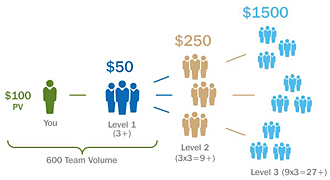 $1500
$250
$50
$100
PV
You
Level 1
(3+)
Level 2
(3x3=9+)
600 Team Volume
Level 3 (9x3=27+)